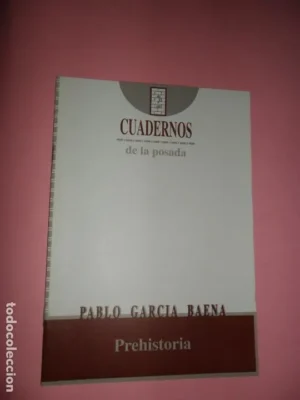 CUADERNOS
de la posada
PABLO GARCIA BAENA
Prehistoria
todocoleccion